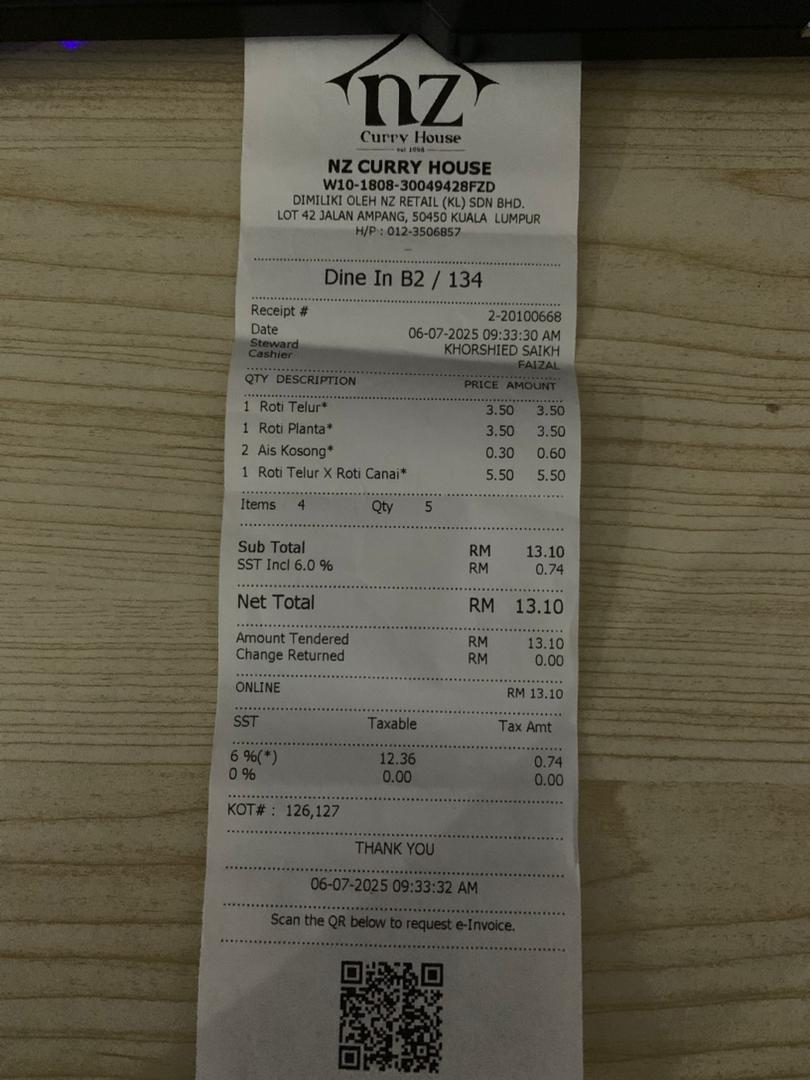 nz
Curry House
est 1998
NZ CURRY HOUSE
W10-1808-30049428FZD
DIMILIKI OLEH NZ RETAIL (KL) SDN BHD.
LOT 42 JALAN AMPANG, 50450 KUALA LUMPUR
H/P : 012-3506857
Dine In B2 / 134
Receipt # 2-20100668
Date 06-07-2025 09:33:30 AM
Steward KHORSHIED SAIKH
Cashier FAIZAL
QTY DESCRIPTION PRICE AMOUNT
1 Roti Telur* 3.50 3.50
1 Roti Planta* 3.50 3.50
2 Ais Kosong* 0.30 0.60
1 Roti Telur X Roti Canai* 5.50 5.50
Items 4 Qty 5
Sub Total RM 13.10
SST Incl 6.0 % RM 0.74
Net Total RM 13.10
Amount Tendered RM 13.10
Change Returned RM 0.00
ONLINE RM 13.10
SST Taxable Tax Amt
6 %(*) 12.36 0.74
0 % 0.00 0.00
KOT# : 126,127
THANK YOU
06-07-2025 09:33:32 AM
Scan the QR below to request e-Invoice.